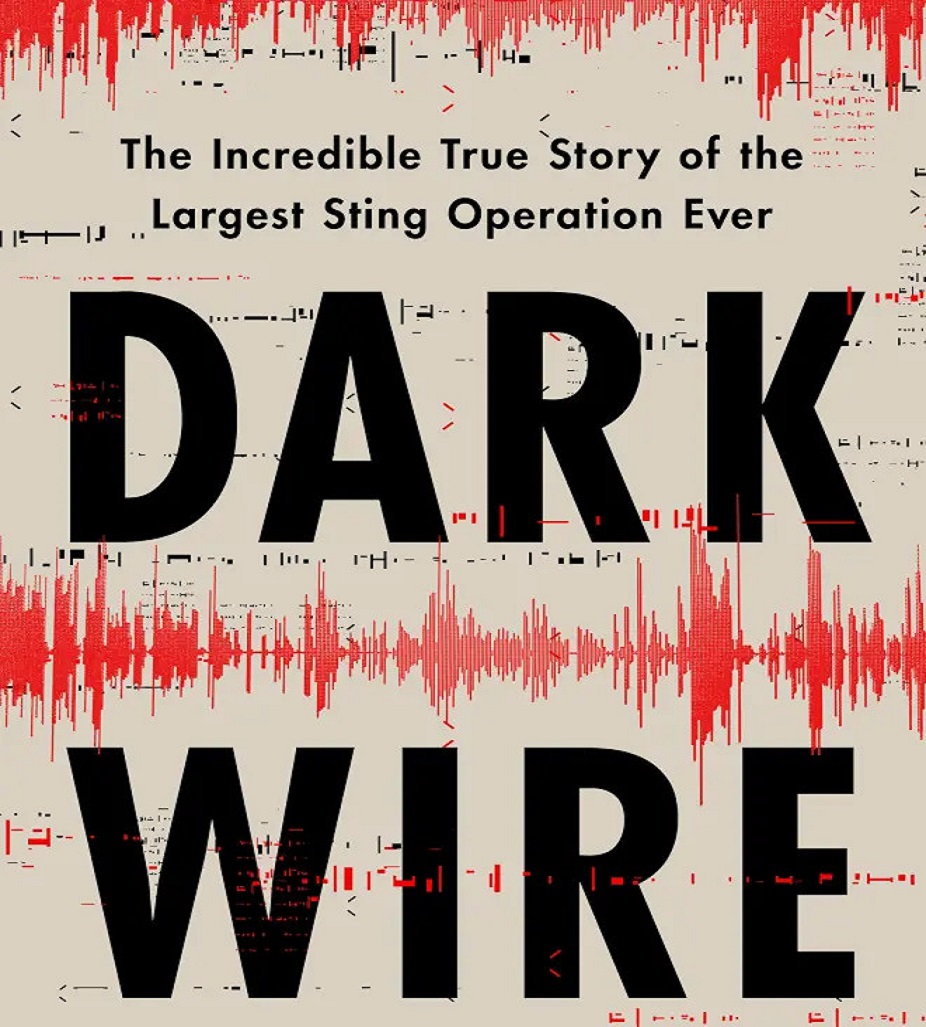 The Incredible True Story of the
Largest Sting Operation Ever
DARK
WIRE